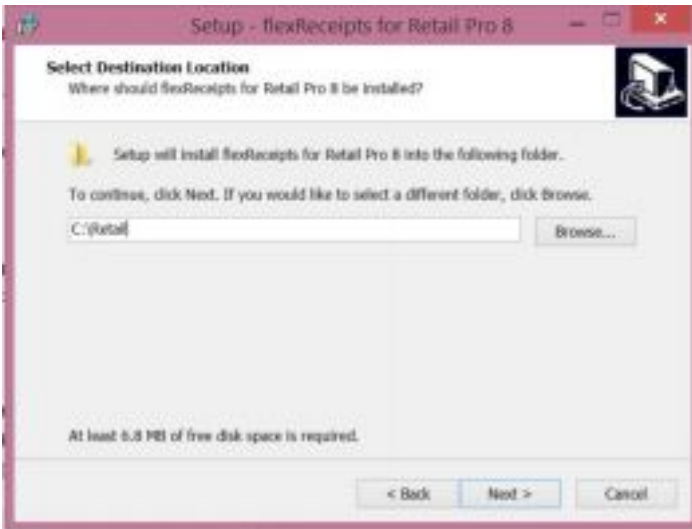 Setup - flexReceipts for Retail Pro 8
Select Destination Location
Where should flexReceipts for Retail Pro 8 be installed?
Setup will install flexReceipts for Retail Pro 8 into the following folder.
To continue, click Next. If you would like to select a different folder, click Browse.
C:\Retail
Browse...
At least 6.8 MB of free disk space is required.
< Back
Next >
Cancel